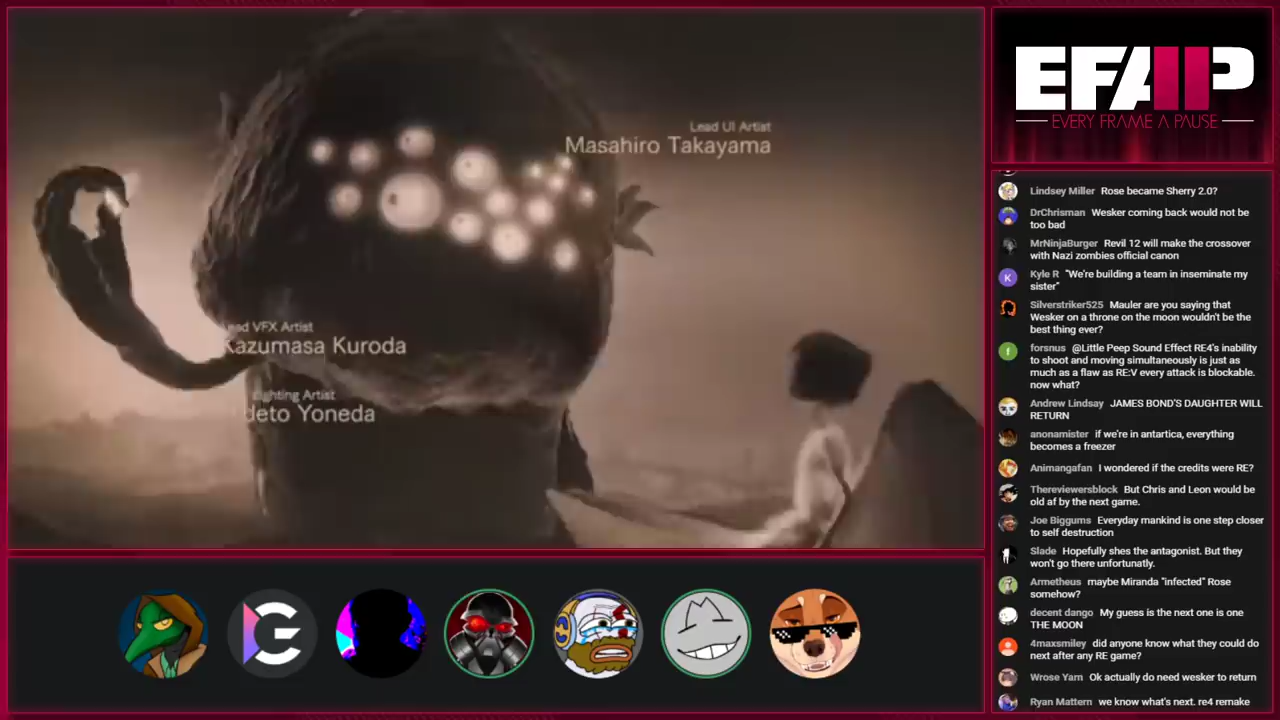 Lead UI Artist
Masahiro Takayama
Lead VFX Artist
Kazumasa Kuroda
Lighting Artist
deto Yoneda
EFAP
EVERY FRAME A PAUSE
Lindsey Miller Rose became Sherry 2.0?
DrChrisman Wesker coming back would not be
too bad
MrNinjaBurger Revil 12 will make the crossover
with Nazi zombies official canon
K
Kyle R "We're building a team in inseminate my
sister"
Silverstriker525 Mauler are you saying that
Wesker on a throne on the moon wouldn't be the
best thing ever?
f
forsnus @Little Peep Sound Effect RE4's inability
to shoot and moving simultaneously is just as
much as a flaw as RE:V every attack is blockable.
now what?
Andrew Lindsay JAMES BOND'S DAUGHTER WILL
RETURN
anonamister if we're in antartica, everything
becomes a freezer
Animangafan I wondered if the credits were RE?
Thereviewersblock But Chris and Leon would be
old af by the next game.
Joe Biggums Everyday mankind is one step closer
to self destruction
Slade Hopefully shes the antagonist. But they
won't go there unfortunatly.
Armetheus maybe Miranda "infected" Rose
somehow?
decent dango My guess is the next one is one
THE MOON
4maxsmiley did anyone know what they could do
next after any RE game?
Wrose Yarn Ok actually do need wesker to return
Ryan Mattern we know what's next. re4 remake